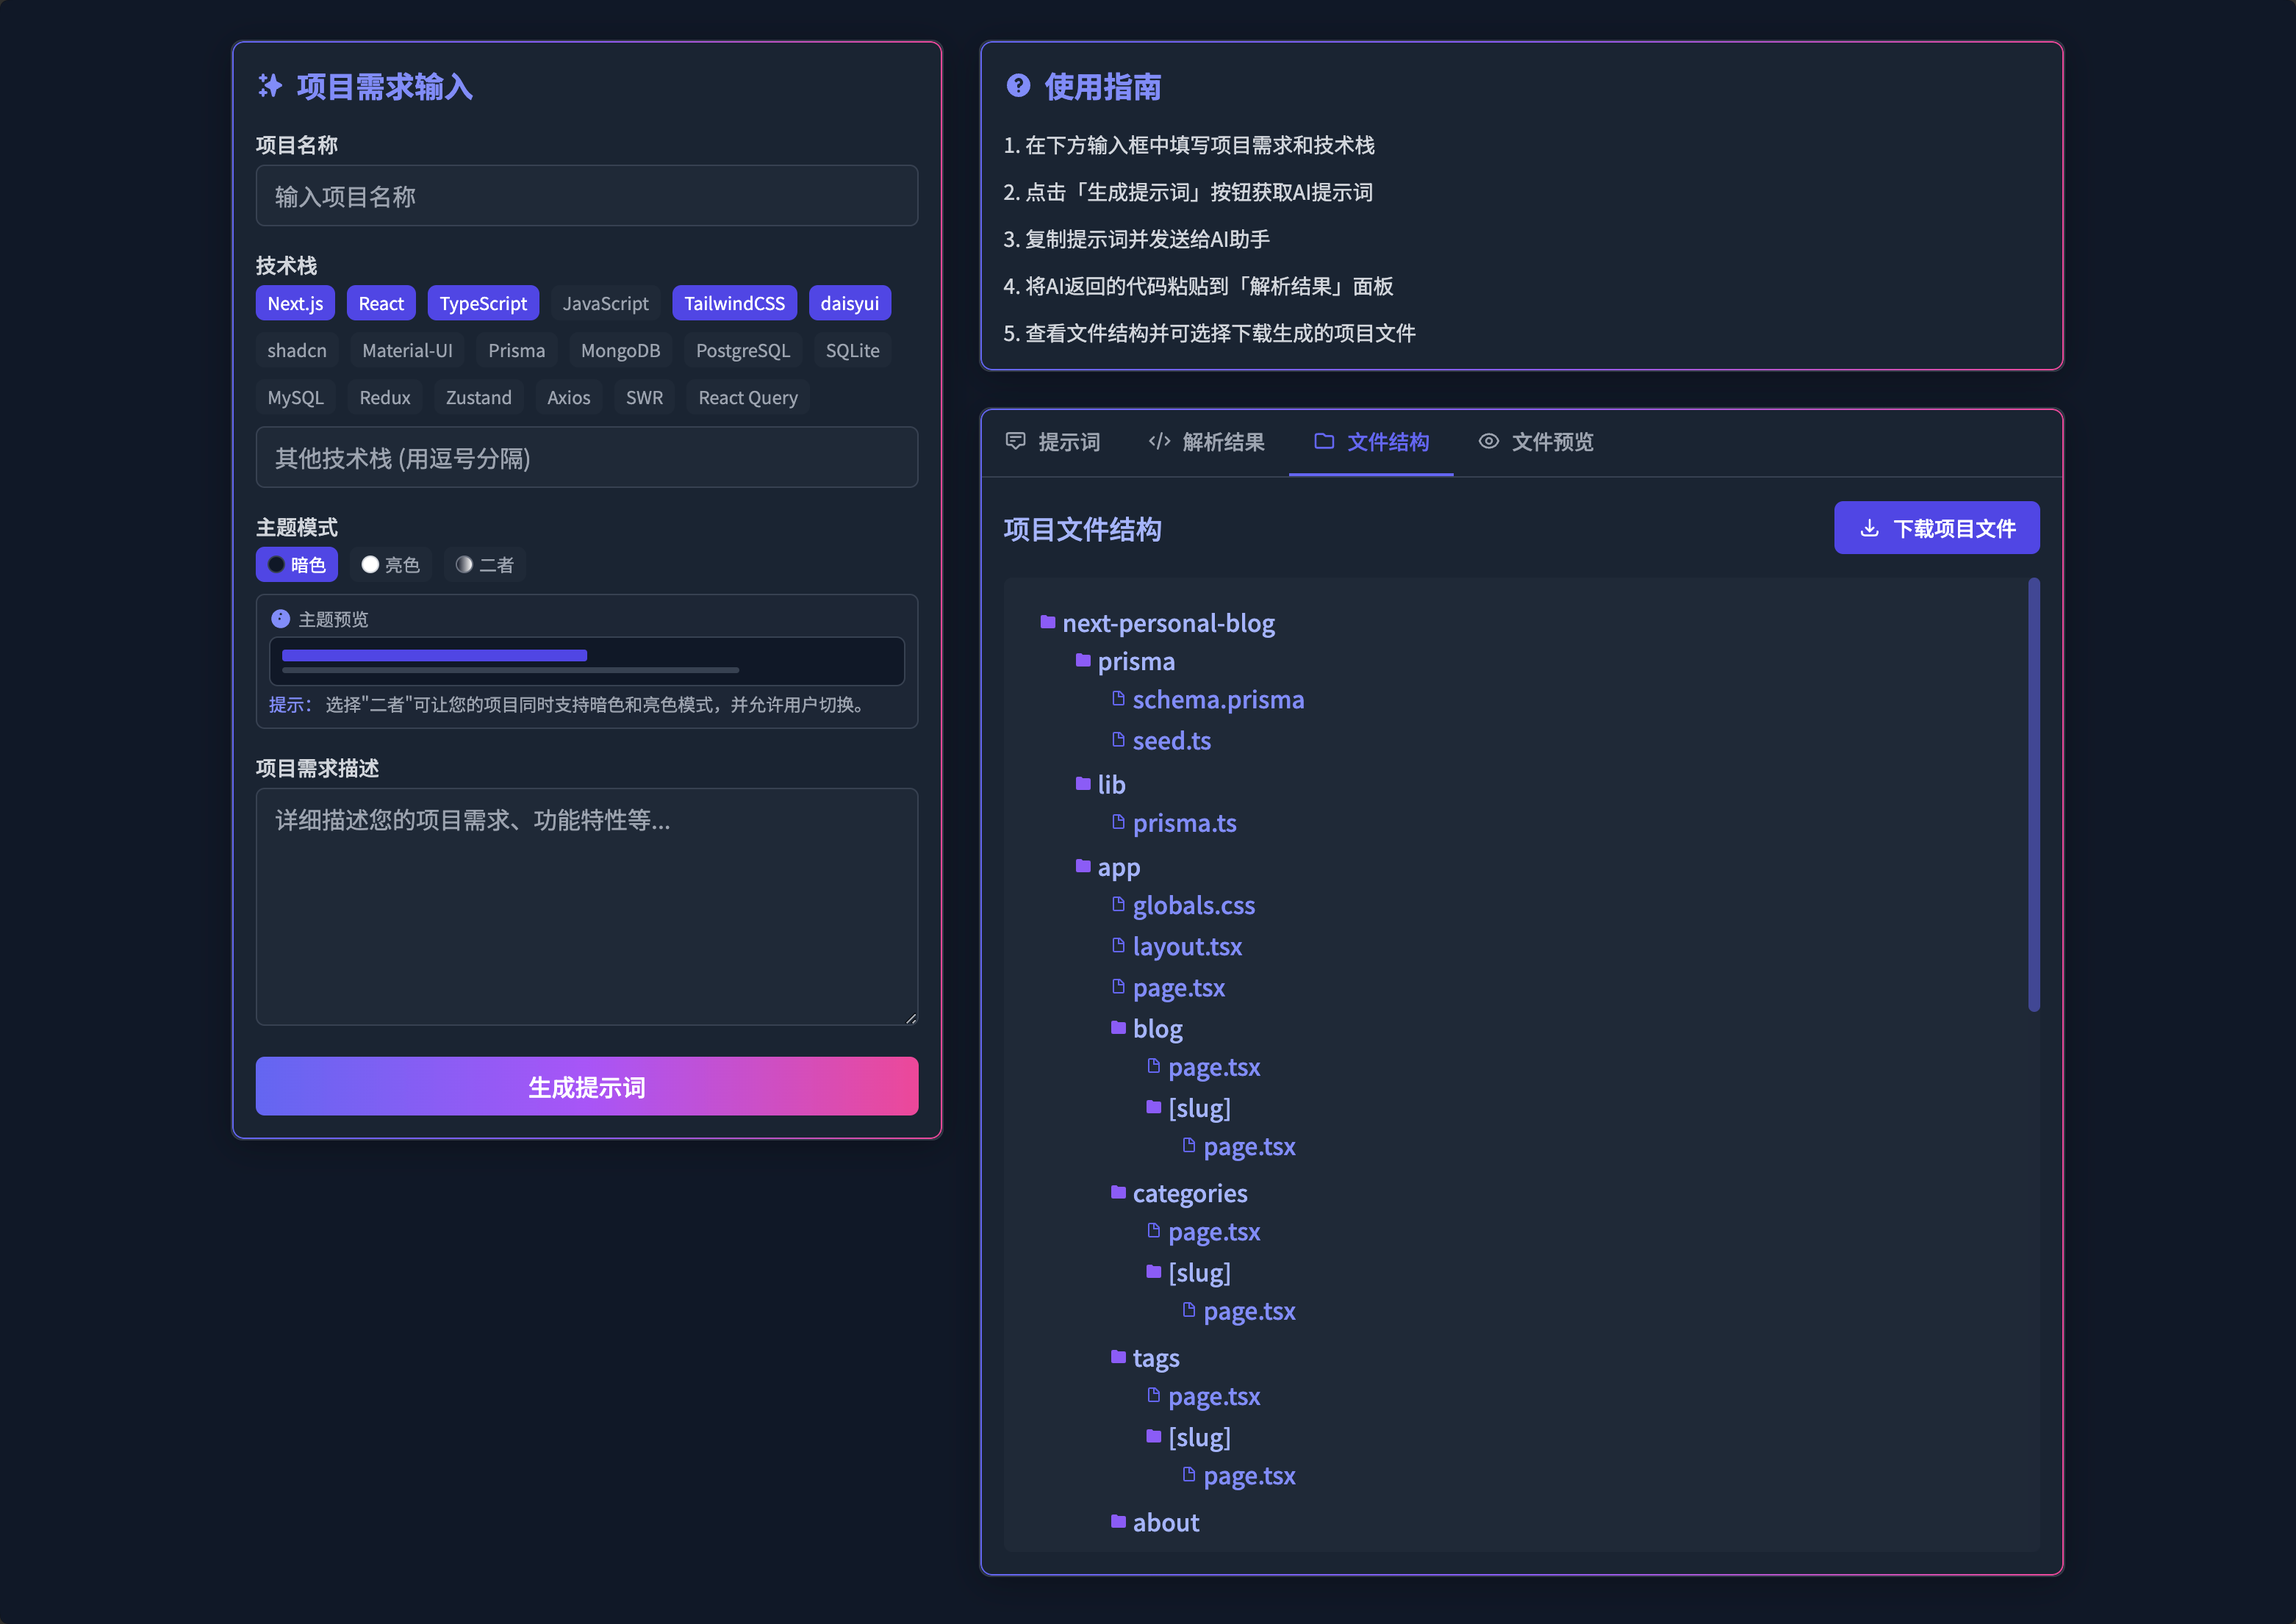 项目需求输入
项目名称
输入项目名称
技术栈
Next.js React TypeScript JavaScript TailwindCSS daisyui
shadcn Material-UI Prisma MongoDB PostgreSQL SQLite
MySQL Redux Zustand Axios SWR React Query
其他技术栈 (用逗号分隔)
主题模式
暗色 亮色 二者
主题预览
提示： 选择"二者"可让您的项目同时支持暗色和亮色模式，并允许用户切换。
项目需求描述
详细描述您的项目需求、功能特性等...
生成提示词
使用指南
1. 在下方输入框中填写项目需求和技术栈
2. 点击「生成提示词」按钮获取AI提示词
3. 复制提示词并发送给AI助手
4. 将AI返回的代码粘贴到「解析结果」面板
5. 查看文件结构并可选择下载生成的项目文件
提示词 解析结果 文件结构 文件预览
项目文件结构
下载项目文件
next-personal-blog
prisma
schema.prisma
seed.ts
lib
prisma.ts
app
globals.css
layout.tsx
page.tsx
blog
page.tsx
[slug]
page.tsx
categories
page.tsx
[slug]
page.tsx
tags
page.tsx
[slug]
page.tsx
about